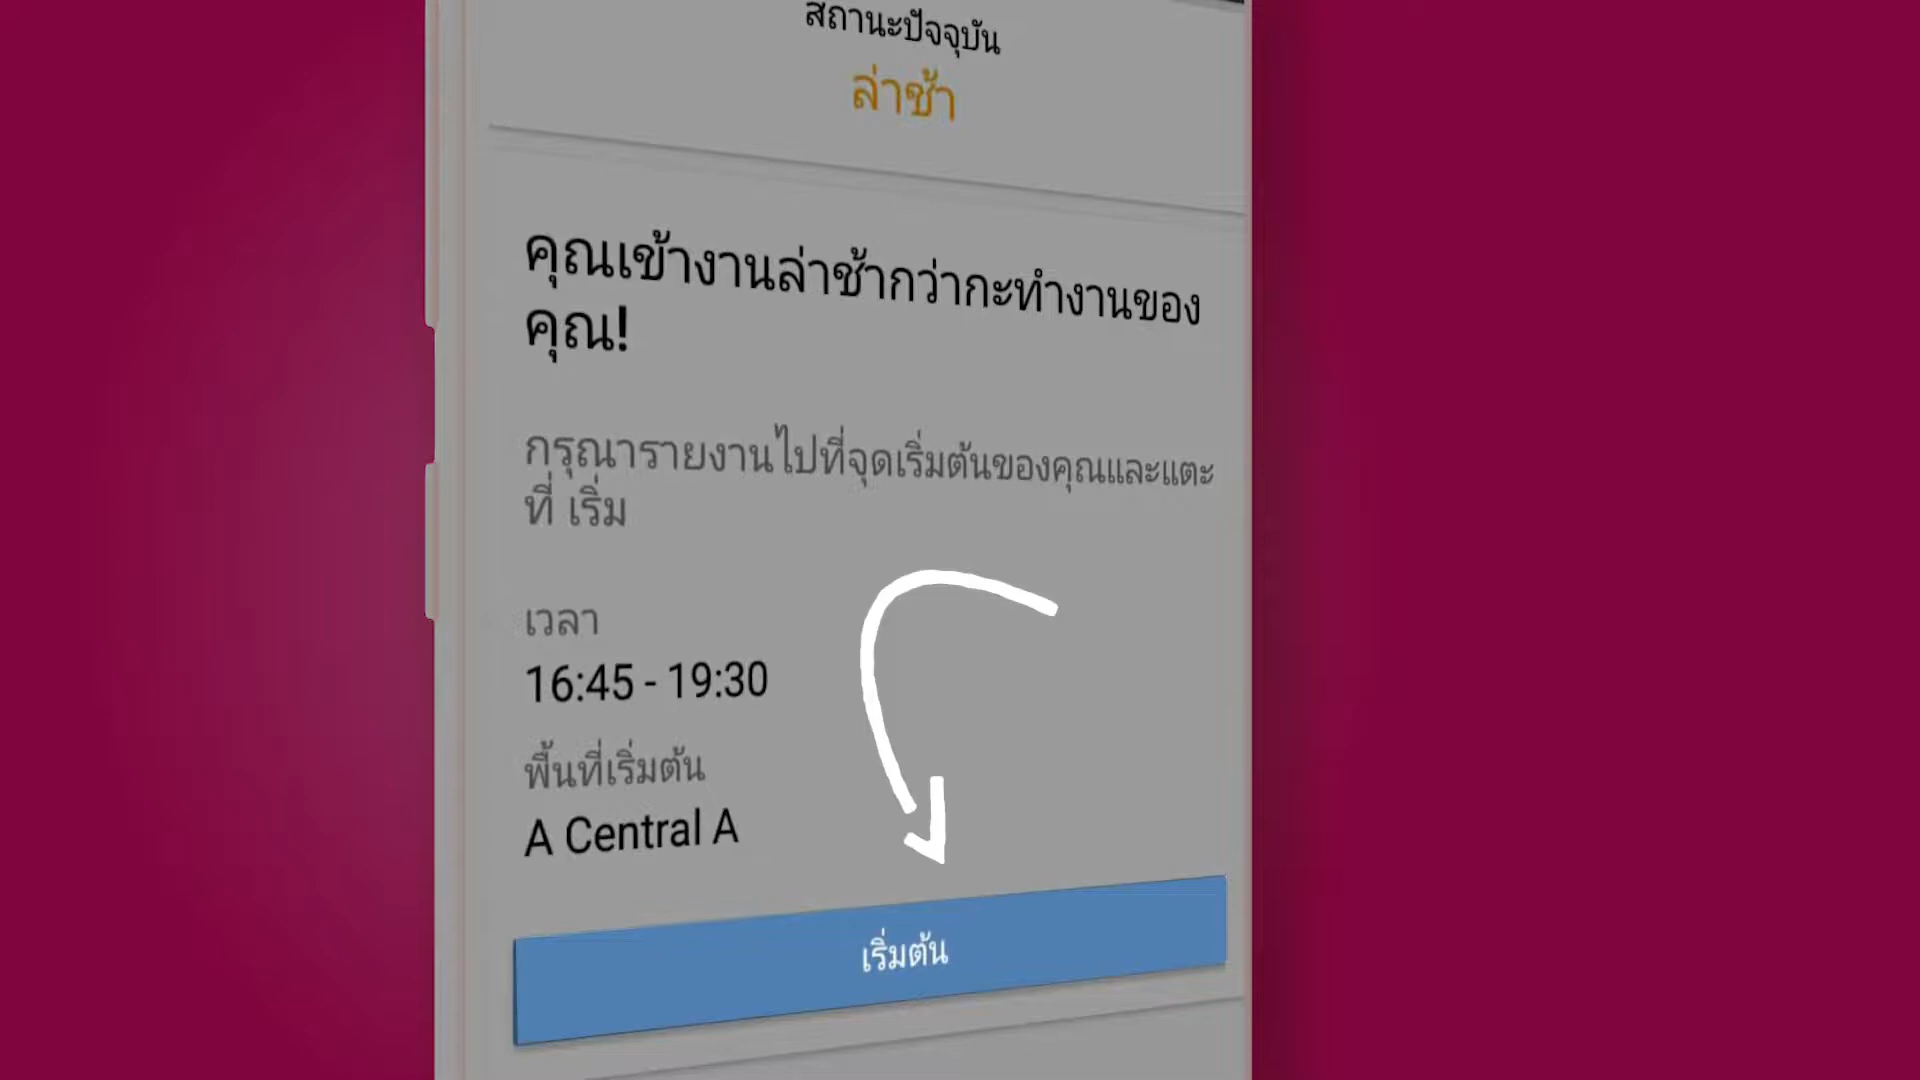 สถานะปัจจุบัน
ล่าช้า
คุณเข้างานล่าช้ากว่ากะทำงานของ
คุณ!
กรุณารายงานไปที่จุดเริ่มต้นของคุณและแตะ
ที่ เริ่ม
เวลา
16:45 - 19:30
พื้นที่เริ่มต้น
A Central A
เริ่มต้น